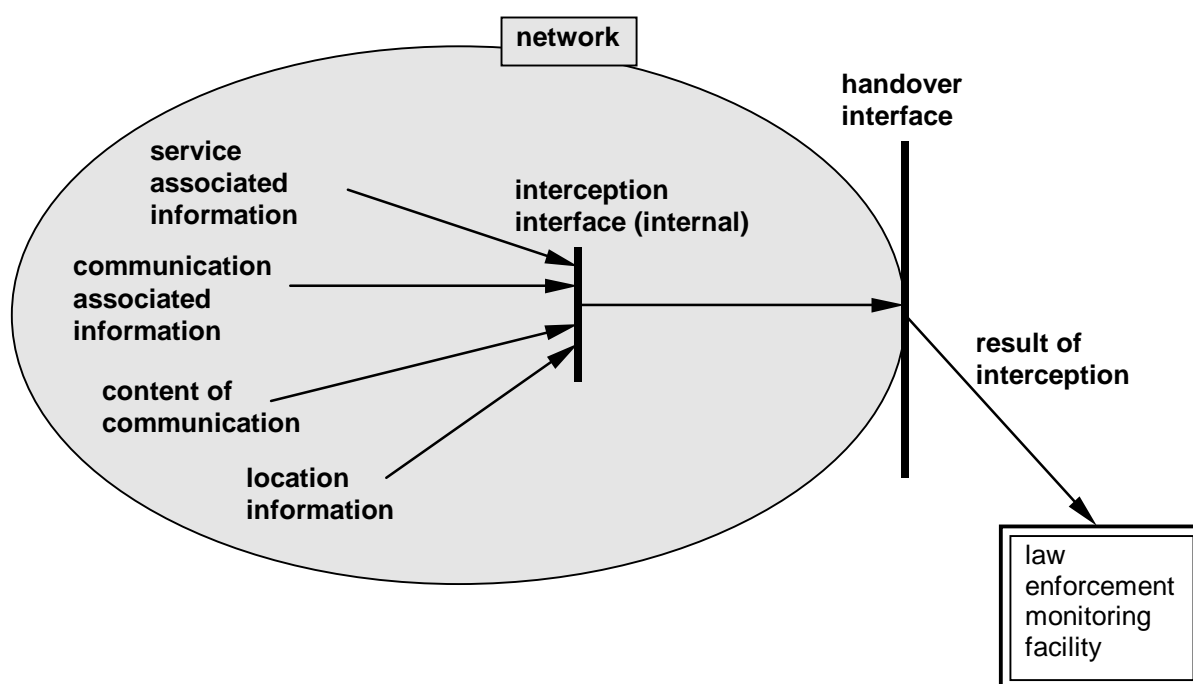 network
handover
interface
service
associated
information
interception
interface (internal)
communication
associated
information
result of
interception
content of
communication
location
information
law
enforcement
monitoring
facility